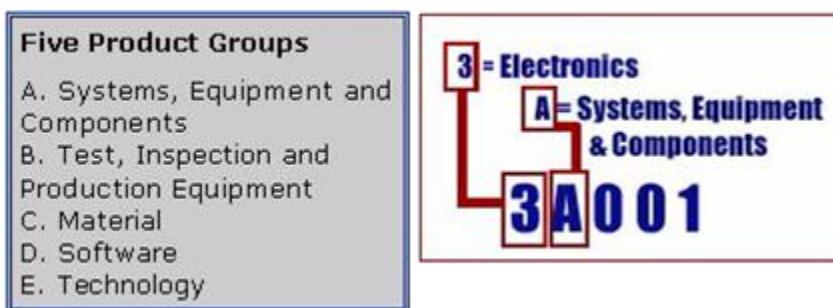 Five Product Groups
A. Systems, Equipment and
Components
B. Test, Inspection and
Production Equipment
C. Material
D. Software
E. Technology
3 = Electronics
A = Systems, Equipment
& Components
3A001